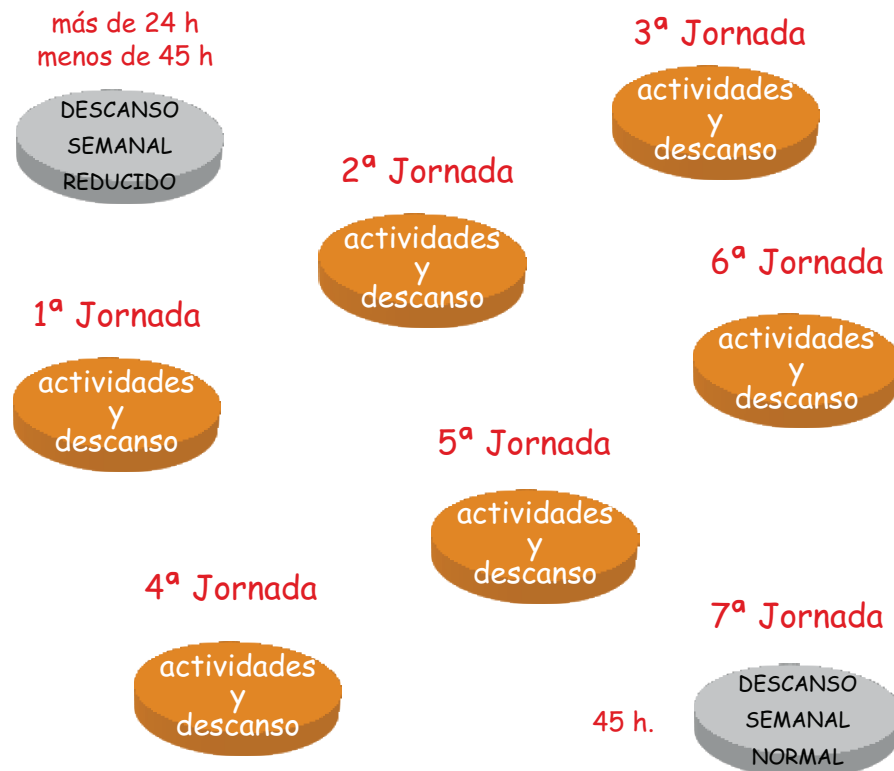 más de 24 h
menos de 45 h
DESCANSO
SEMANAL
REDUCIDO
1ª Jornada
actividades
y
descanso
2ª Jornada
actividades
y
descanso
3ª Jornada
actividades
y
descanso
4ª Jornada
actividades
y
descanso
5ª Jornada
actividades
y
descanso
6ª Jornada
actividades
y
descanso
7ª Jornada
45 h.
DESCANSO
SEMANAL
NORMAL